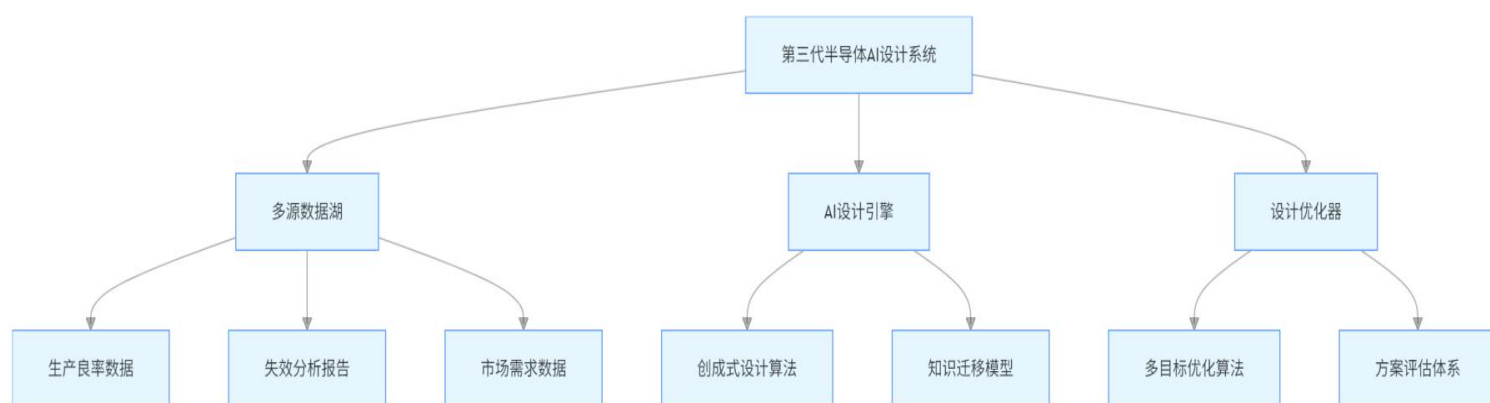 第三代半导体AI设计系统
多源数据湖
AI设计引擎
设计优化器
生产良率数据
失效分析报告
市场需求数据
创成式设计算法
知识迁移模型
多目标优化算法
方案评估体系